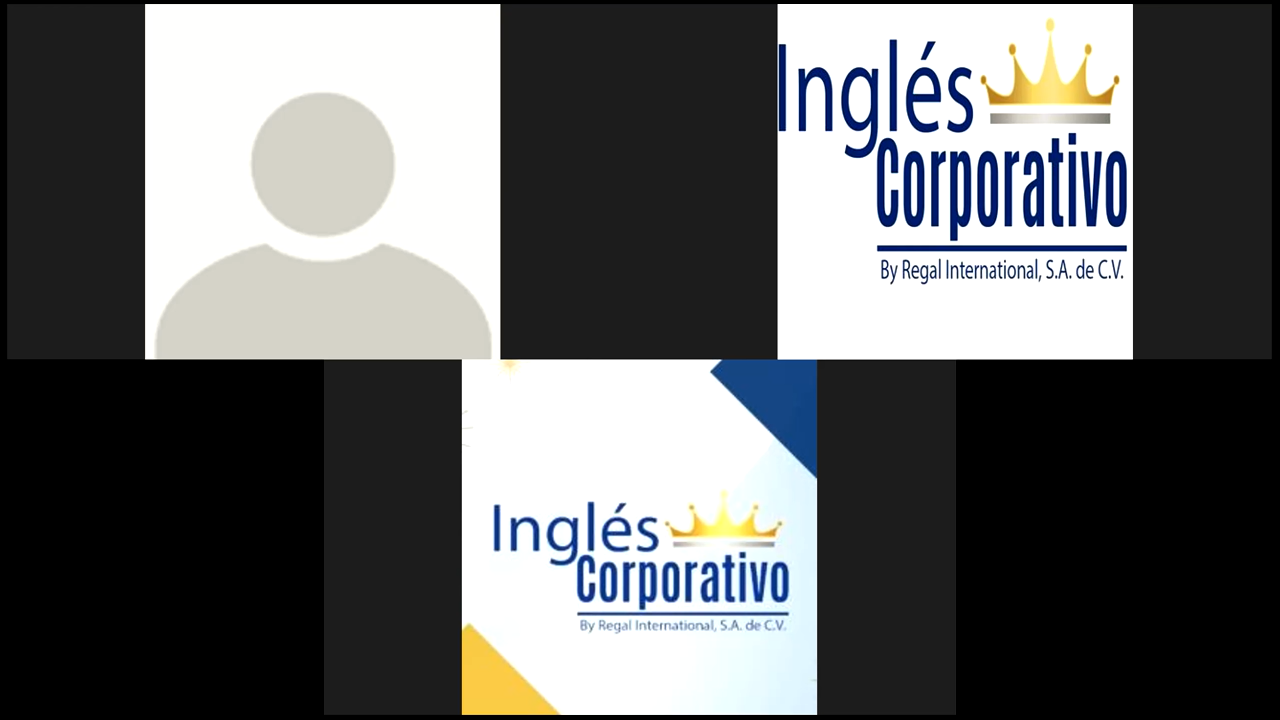 Inglés
Corporativo
By Regal International, S.A. de C.V.
Inglés
Corporativo
By Regal International, S.A. de C.V.